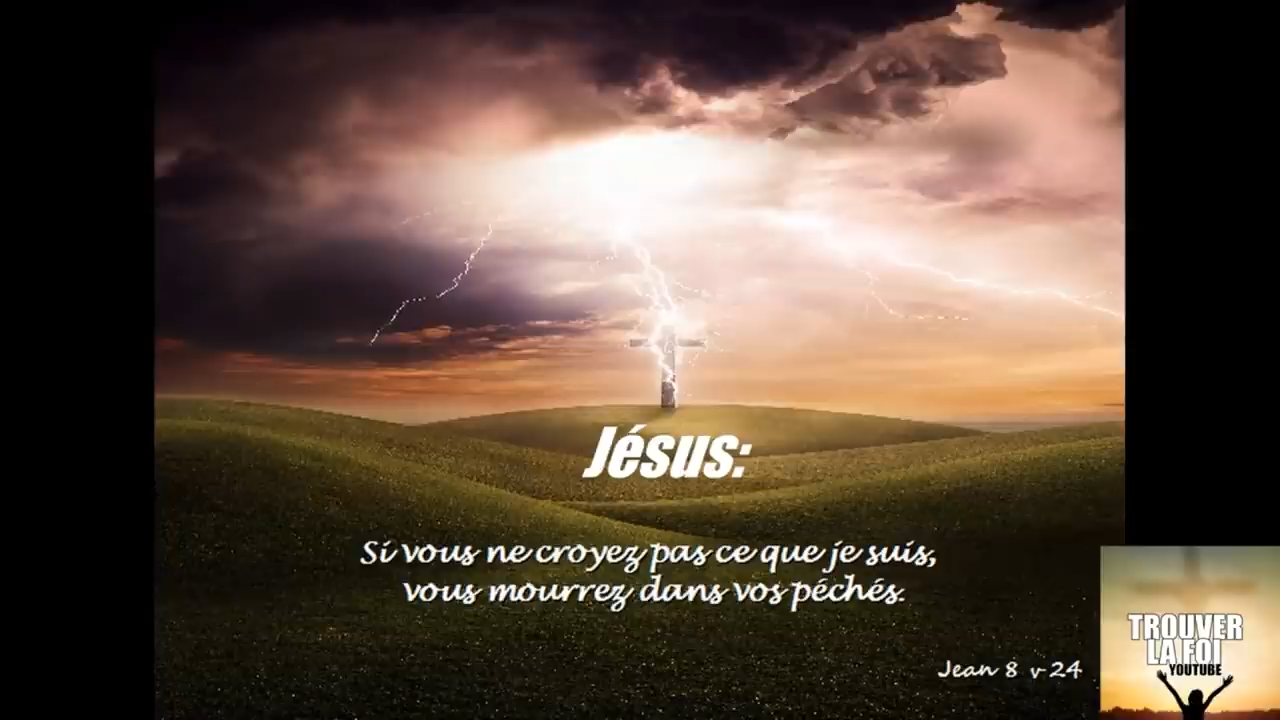 Jésus:
Si vous ne croyez pas ce que je suis,
vous mourrez dans vos péchés.
Jean 8 v 24
TROUVER
LA FOI
YOUTUBE